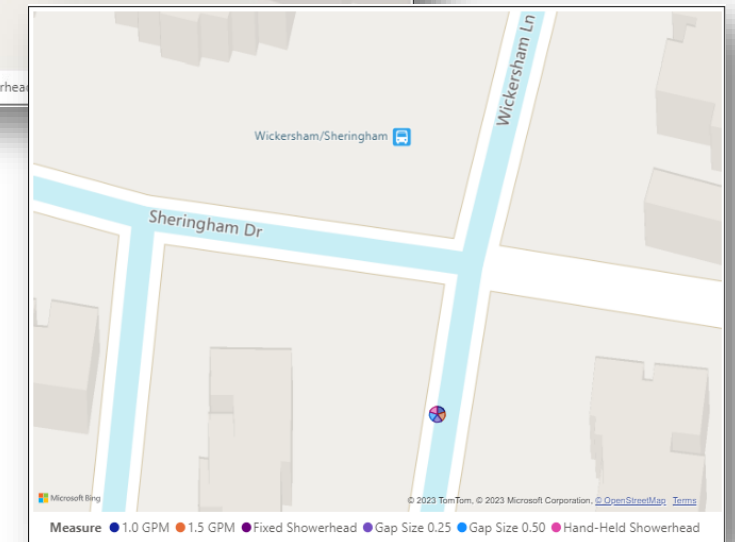 rhead
Wickersham Ln
Wickersham/Sheringham
Sheringham Dr
Microsoft Bing
© 2023 TomTom, © 2023 Microsoft Corporation, © OpenStreetMap Terms
Measure 1.0 GPM 1.5 GPM Fixed Showerhead Gap Size 0.25 Gap Size 0.50 Hand-Held Showerhead